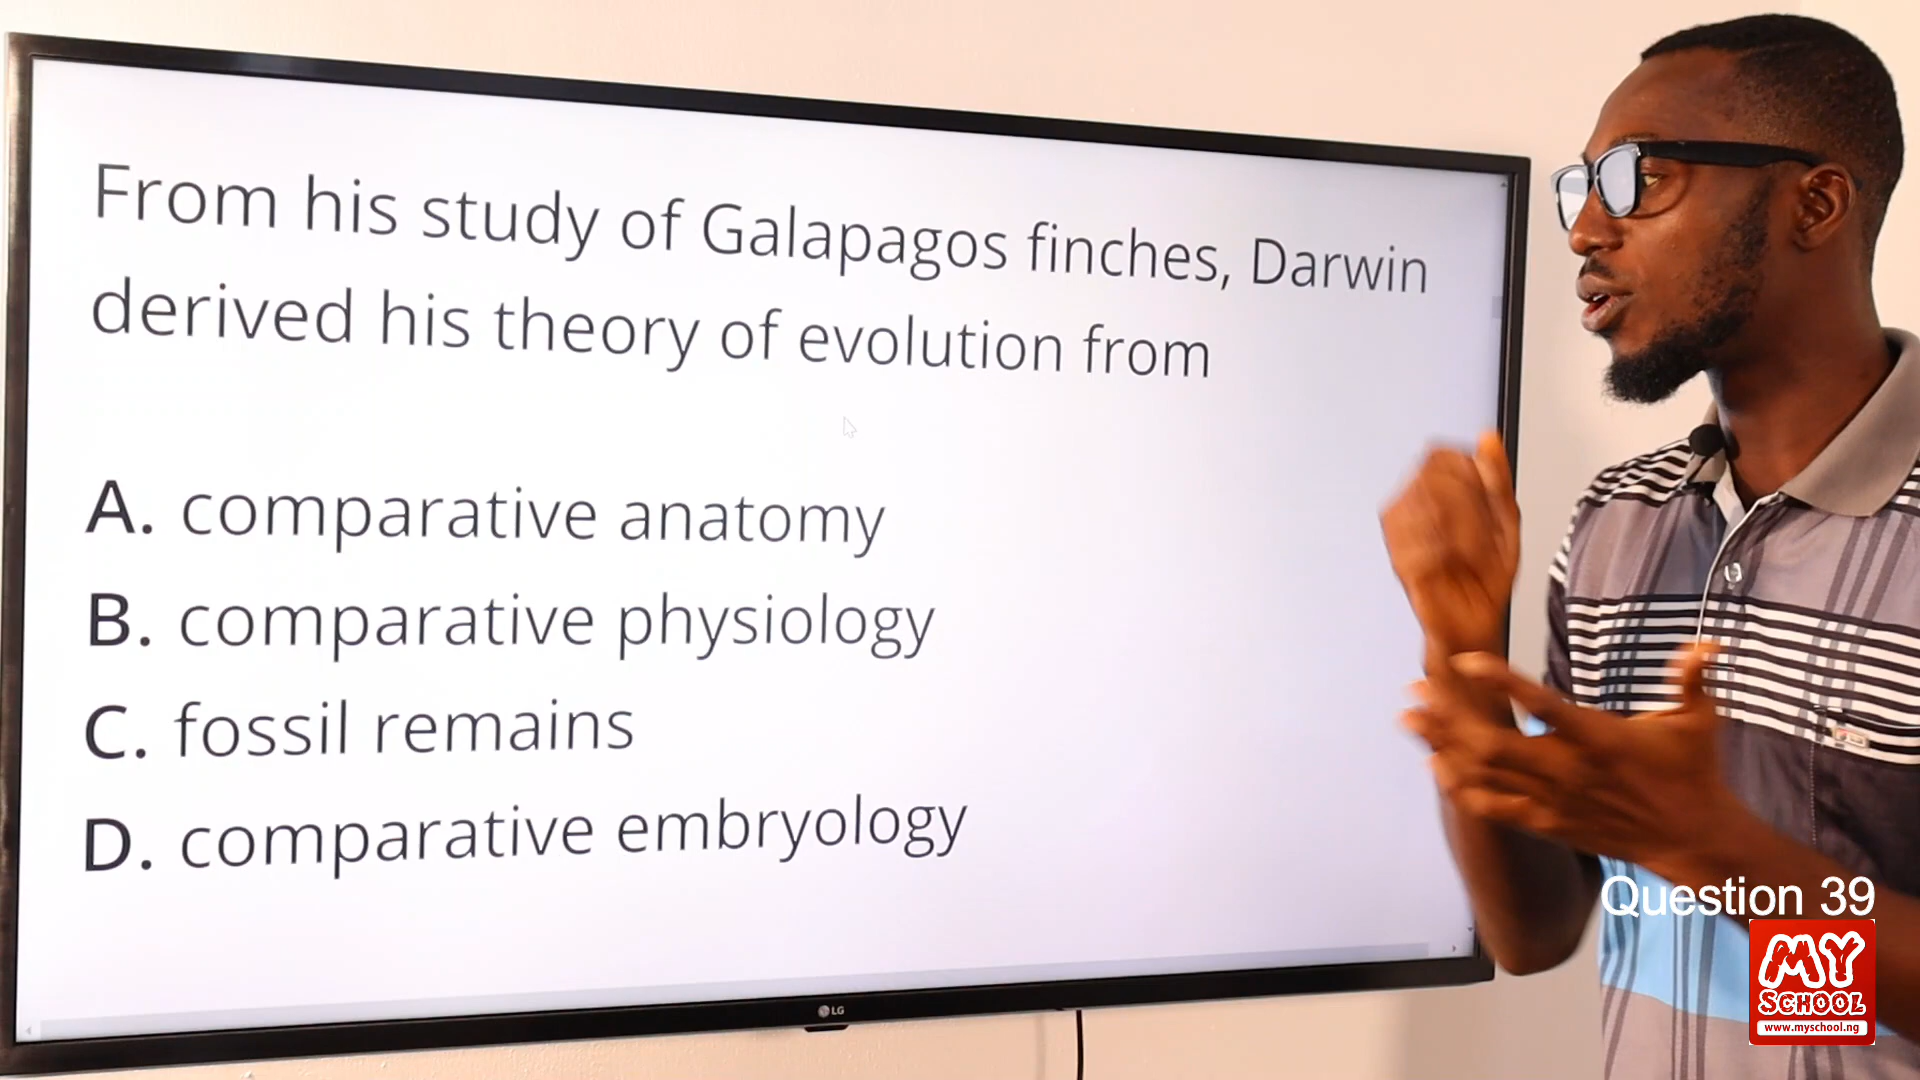 From his study of Galapagos finches, Darwin
derived his theory of evolution from
A. comparative anatomy
B. comparative physiology
C. fossil remains
D. comparative embryology
LG
Question 39
MY
SCHOOL
www.myschool.ng